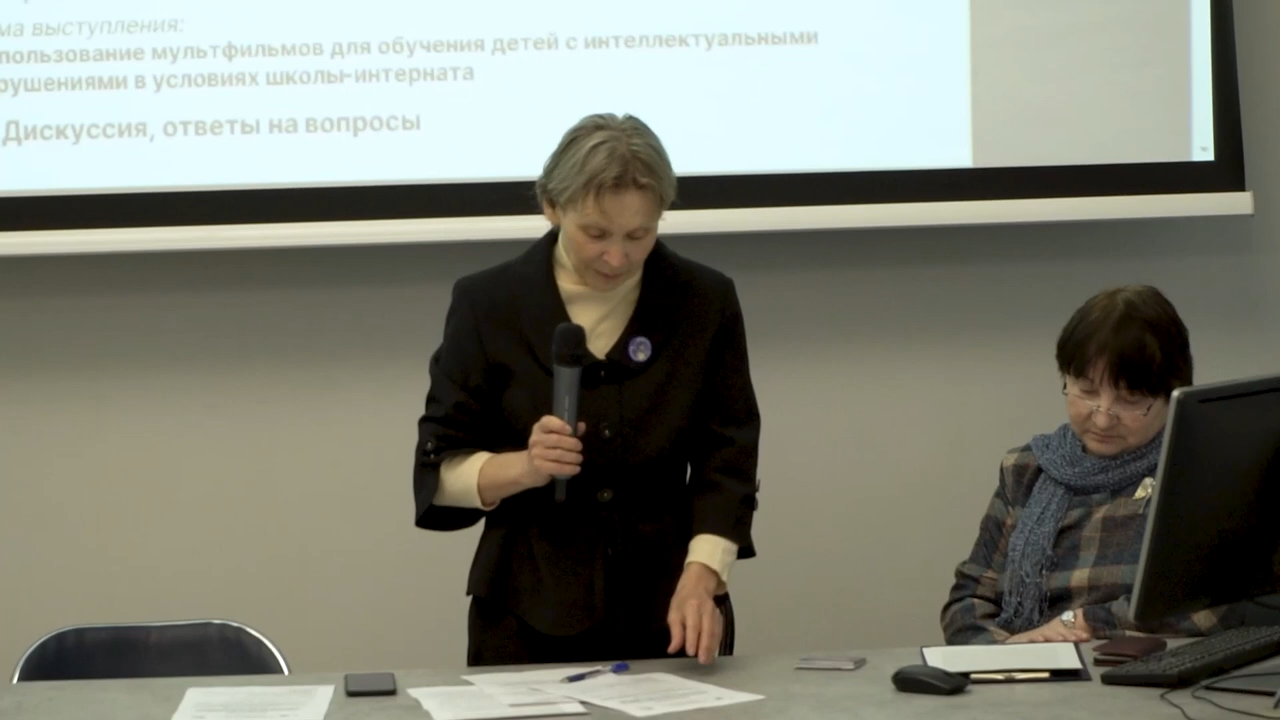 ма выступления:
пользование мультфильмов для обучения детей с интеллектуальными
рушениями в условиях школы-интерната
Дискуссия, ответы на вопросы